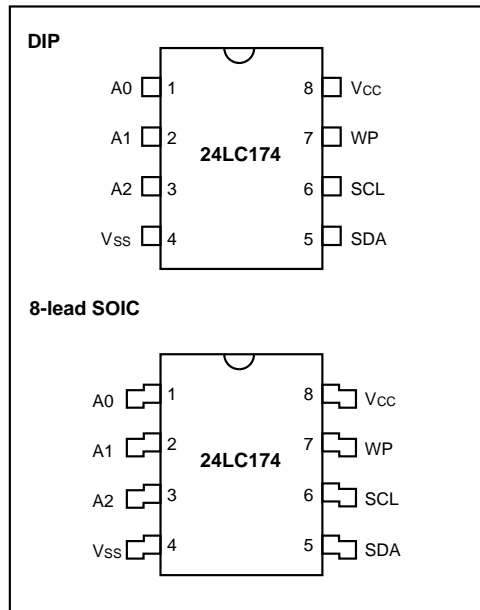 DIP
A0 1 8 VCC
A1 2 7 WP
24LC174
A2 3 6 SCL
VSS 4 5 SDA
8-lead SOIC
A0 1 8 VCC
A1 2 7 WP
24LC174
A2 3 6 SCL
VSS 4 5 SDA